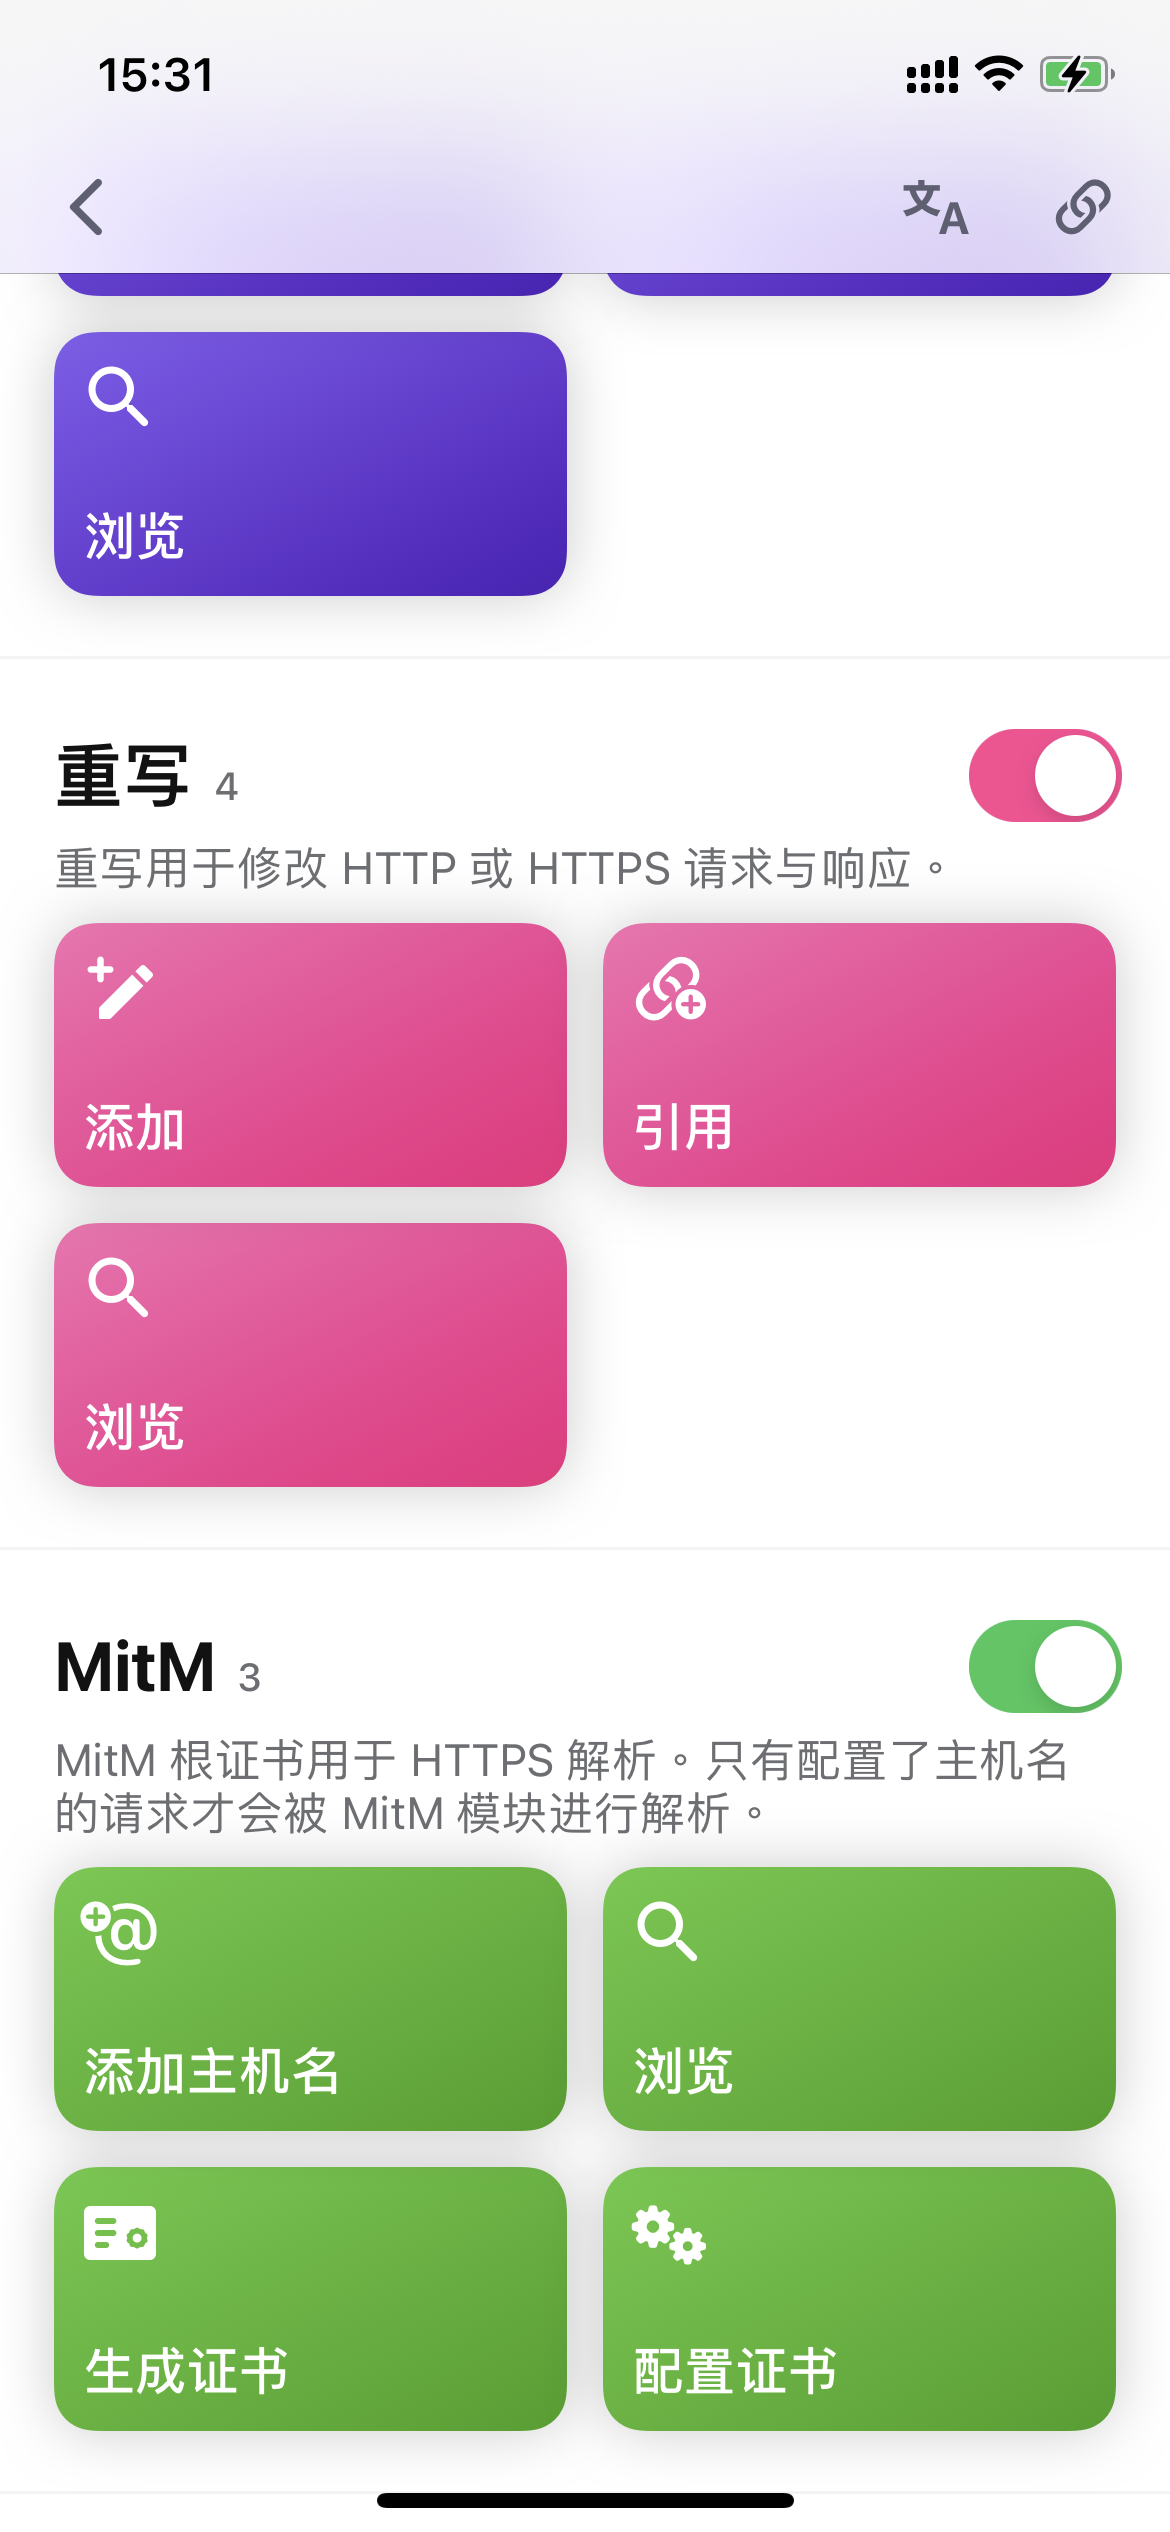 15:31
文A
浏览
重写 4
重写用于修改 HTTP 或 HTTPS 请求与响应。
添加
引用
浏览
MitM 3
MitM 根证书用于 HTTPS 解析。只有配置了主机名
的请求才会被 MitM 模块进行解析。
添加主机名
浏览
生成证书
配置证书